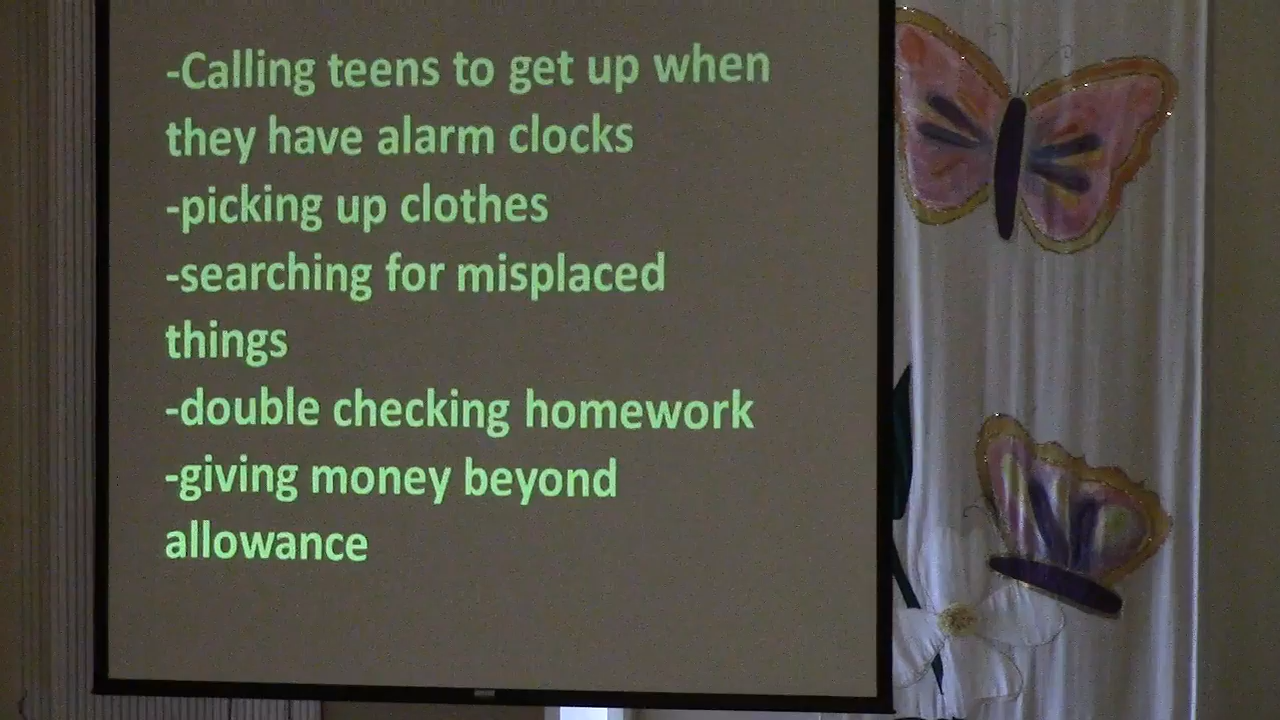 -Calling teens to get up when
they have alarm clocks
-picking up clothes
-searching for misplaced
things
-double checking homework
-giving money beyond
allowance